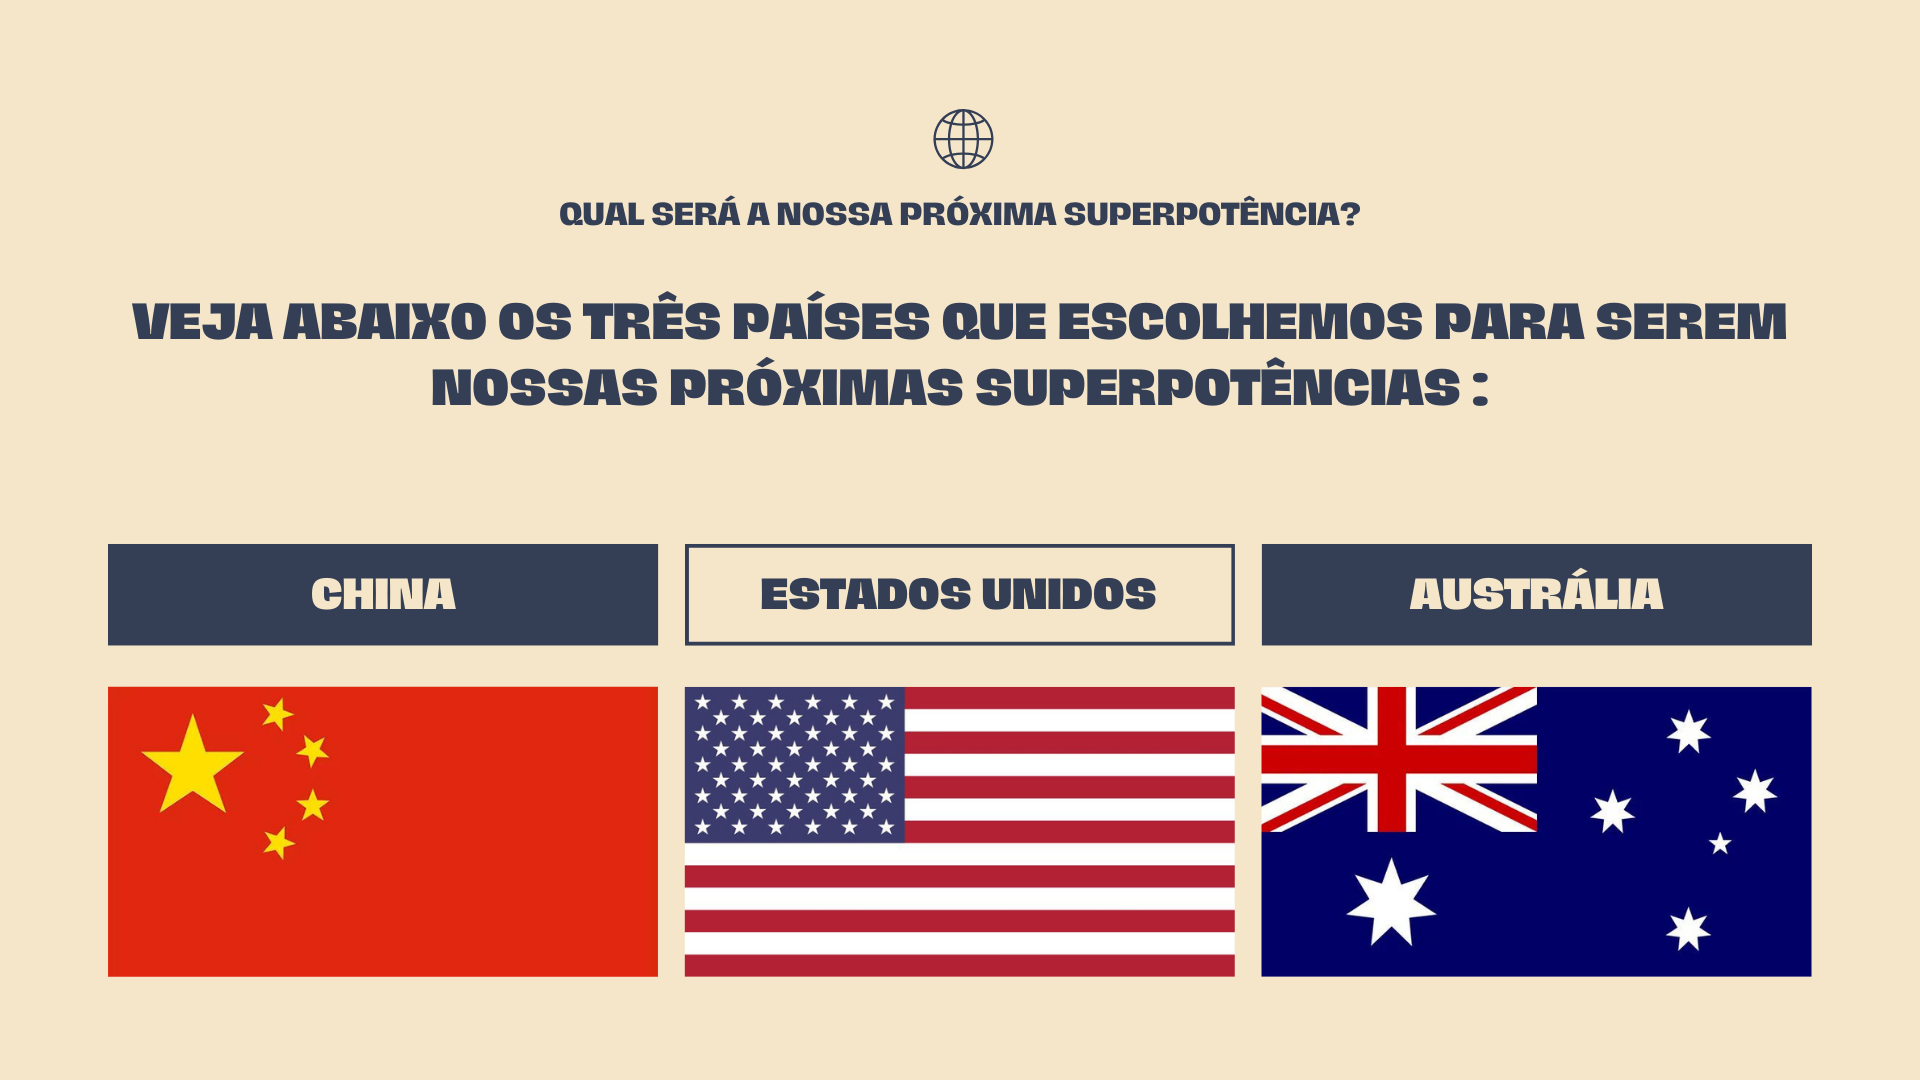 QUAL SERÁ A NOSSA PRÓXIMA SUPERPOTÊNCIA?
VEJA ABAIXO OS TRÊS PAÍSES QUE ESCOLHEMOS PARA SEREM
NOSSAS PRÓXIMAS SUPERPOTÊNCIAS :
CHINA
ESTADOS UNIDOS
AUSTRÁLIA